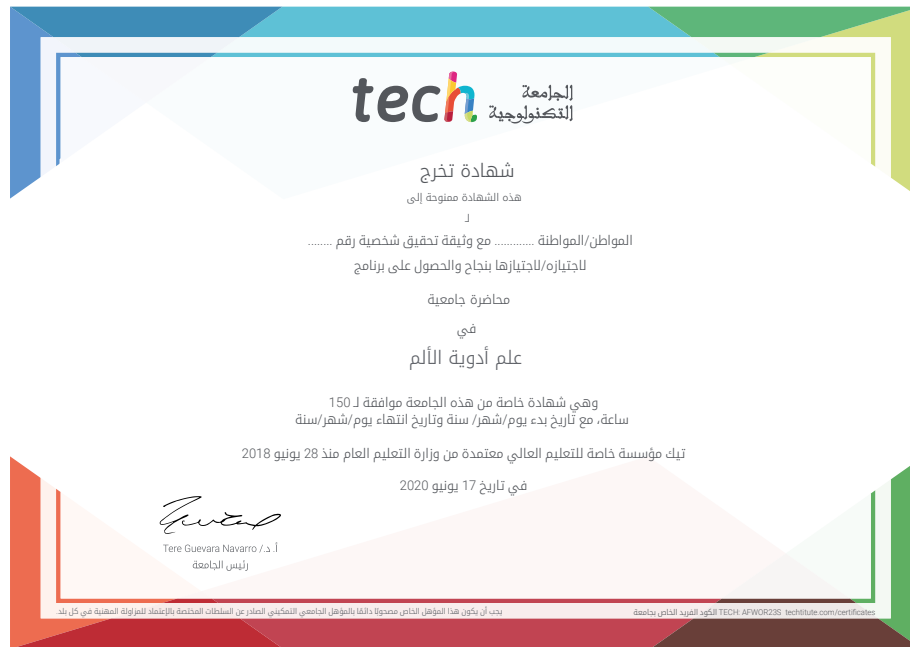 tech الجامعة
التكنولوجية
شهادة تخرج
هذه الشهادة ممنوحة إلى
لـ
المواطن/المواطنة ............ مع وثيقة تحقيق شخصية رقم ........
لاجتيازه/لاجتيازها بنجاح والحصول على برنامج
محاضرة جامعية
في
علم أدوية الألم
وهي شهادة خاصة من هذه الجامعة موافقة لـ 150
ساعة، مع تاريخ بدء يوم/شهر/ سنة وتاريخ انتهاء يوم/شهر/سنة
تيك مؤسسة خاصة للتعليم العالي معتمدة من وزارة التعليم العام منذ 28 يونيو 2018
في تاريخ 17 يونيو 2020
أ. د./ Tere Guevara Navarro
رئيس الجامعة
يجب أن يكون هذا المؤهل الخاص مصحوبًا دائمًا بالمؤهل الجامعي التمكيني الصادر عن السلطات المختصة بالإعتماد للمزاولة المهنية في كل بلد.
الكود الفريد الخاص بجامعة TECH: AFWOR23S techtitute.com/certificates